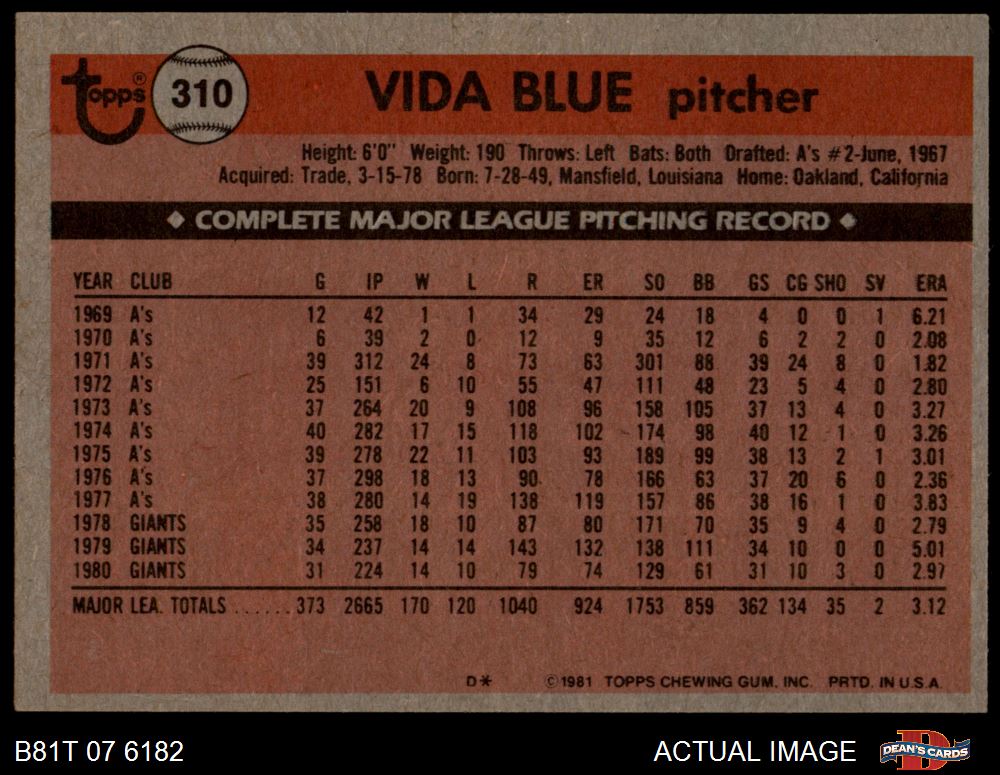 Topps® 310 VIDA BLUE pitcher
Height: 6'0" Weight: 190 Throws: Left Bats: Both Drafted: A's #2-June, 1967
Acquired: Trade, 3-15-78 Born: 7-28-49, Mansfield, Louisiana Home: Oakland, California
◆ COMPLETE MAJOR LEAGUE PITCHING RECORD ◆
YEAR CLUB G IP W L R ER SO BB GS CG SHO SV ERA
1969 A's 12 42 1 1 34 29 24 18 4 0 0 1 6.21
1970 A's 6 39 2 0 12 9 35 12 6 2 2 0 2.08
1971 A's 39 312 24 8 73 63 301 88 39 24 8 0 1.82
1972 A's 25 151 6 10 55 47 111 48 23 5 4 0 2.80
1973 A's 37 264 20 9 108 96 158 105 37 13 4 0 3.27
1974 A's 40 282 17 15 118 102 174 98 40 12 1 0 3.26
1975 A's 39 278 22 11 103 93 189 99 38 13 2 1 3.01
1976 A's 37 298 18 13 90 78 166 63 37 20 6 0 2.36
1977 A's 38 280 14 19 138 119 157 86 38 16 1 0 3.83
1978 GIANTS 35 258 18 10 87 80 171 70 35 9 4 0 2.79
1979 GIANTS 34 237 14 14 143 132 138 111 34 10 0 0 5.01
1980 GIANTS 31 224 14 10 79 74 129 61 31 10 3 0 2.97
MAJOR LEA. TOTALS ...... 373 2665 170 120 1040 924 1753 859 362 134 35 2 3.12
D* ©1981 TOPPS CHEWING GUM, INC. PRTD. IN U.S.A.
B81T 07 6182 ACTUAL IMAGE D DEAN'S CARDS